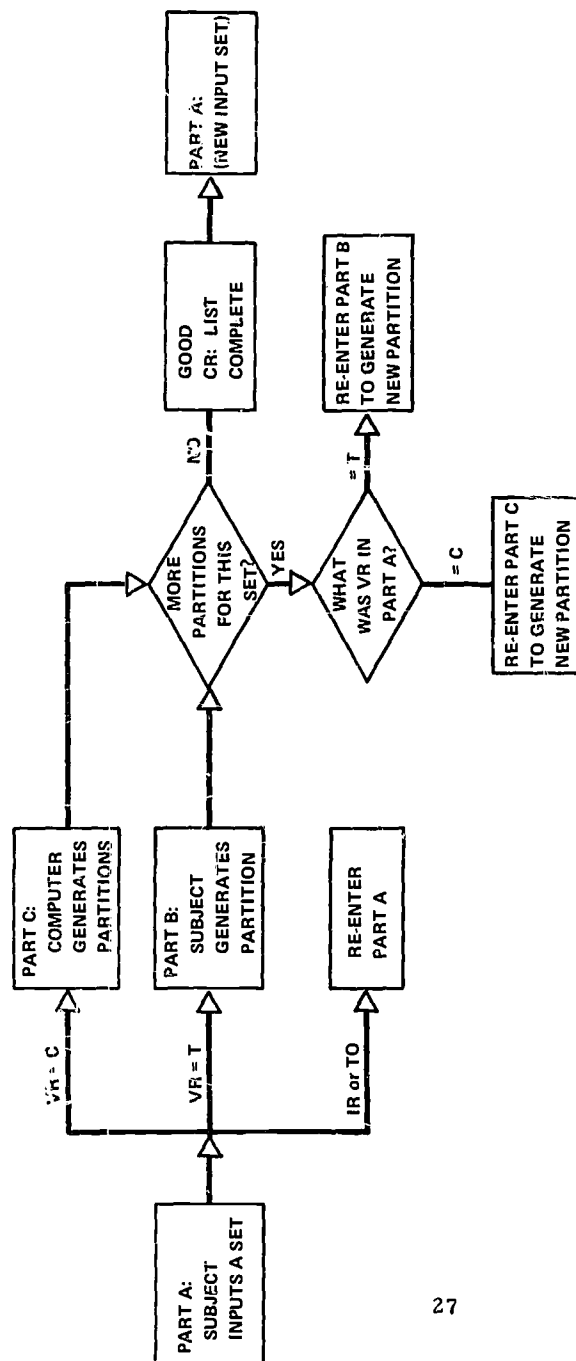 PART A:
SUBJECT
INPUTS A SET
VR = C
VR = T
IR or TO
PART C:
COMPUTER
GENERATES
PARTITIONS
PART B:
SUBJECT
GENERATES
PARTITION
RE-ENTER
PART A
MORE
PARTITIONS
FOR THIS
SET?
NO
YES
GOOD
CR: LIST
COMPLETE
PART A:
(NEW INPUT SET)
WHAT
WAS VR IN
PART A?
= T
= C
RE-ENTER PART B
TO GENERATE
NEW PARTITION
RE-ENTER PART C
TO GENERATE
NEW PARTITION
27